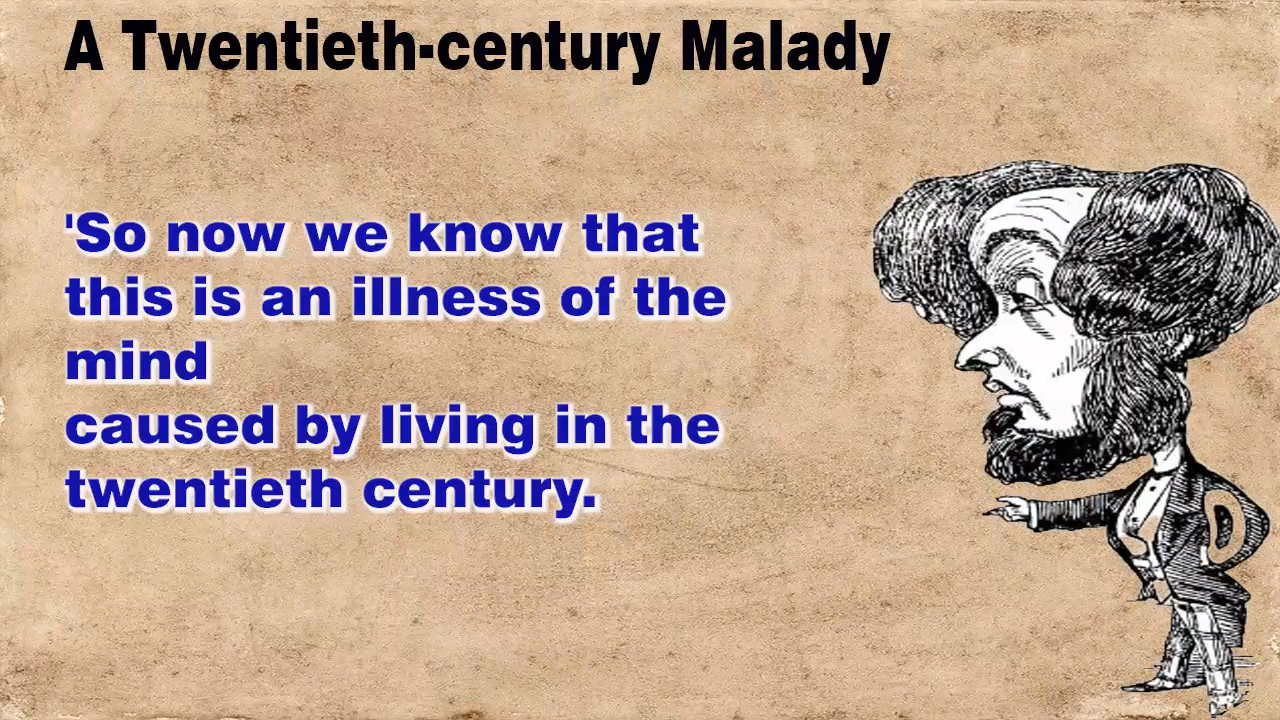 A Twentieth-century Malady
'So now we know that
this is an illness of the
mind
caused by living in the
twentieth century.